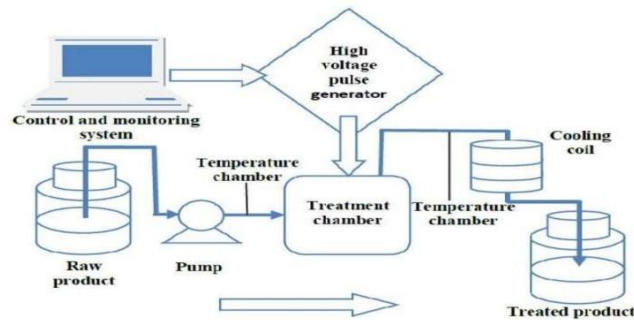 High
voltage
pulse
generator
Control and monitoring
system
Cooling
coil
Temperature
chamber
Treatment
chamber
Temperature
chamber
Raw
product
Pump
Treated product